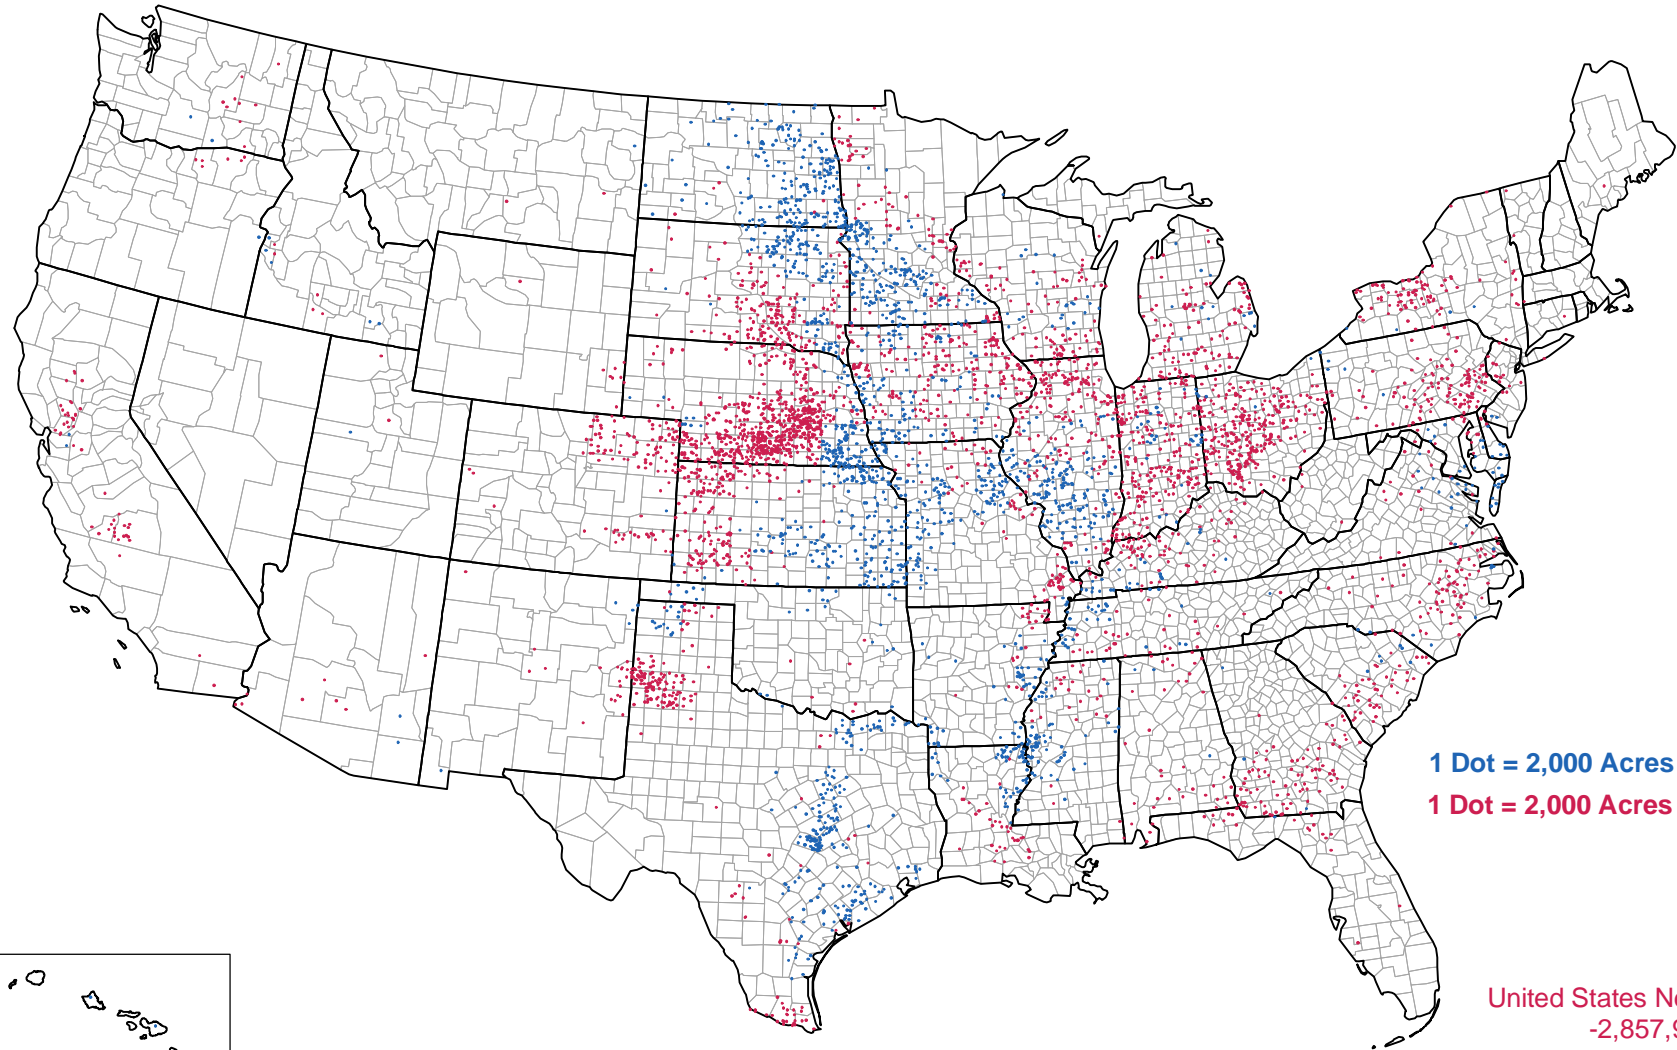 1 Dot = 2,000 Acres
1 Dot = 2,000 Acres
United States
-2,857,